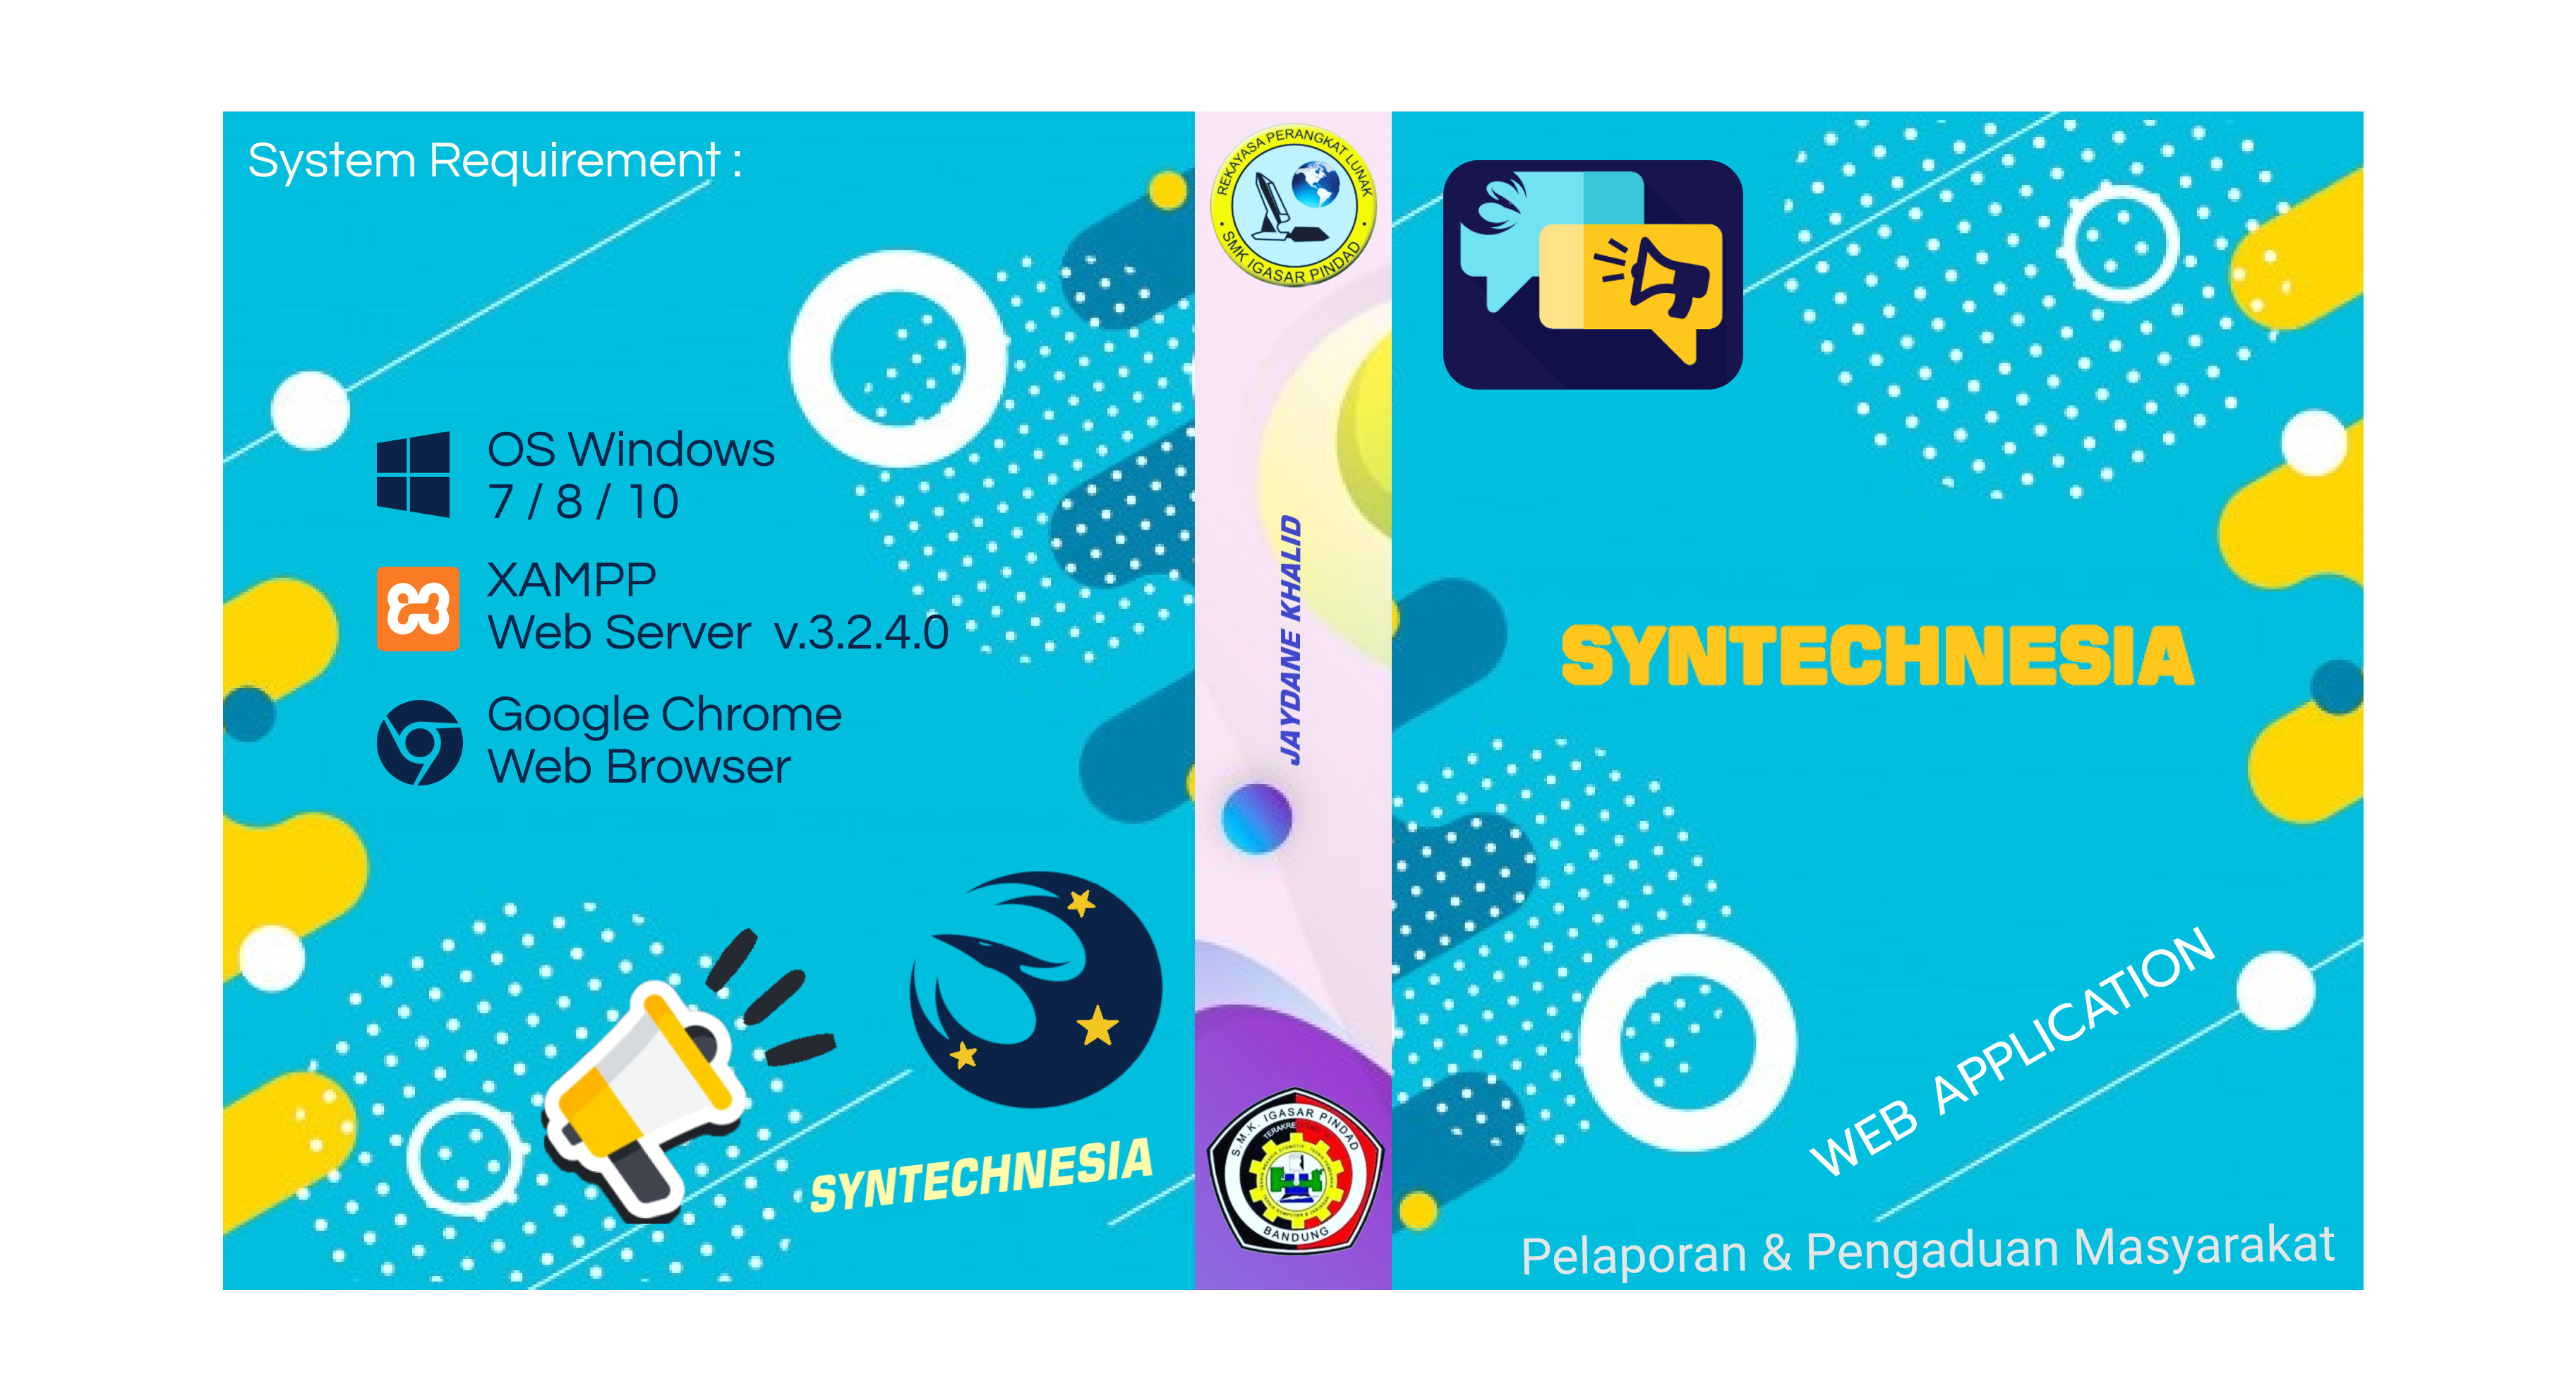 System Requirement :
OS Windows
7 / 8 / 10
XAMPP
Web Server v.3.2.4.0
Google Chrome
Web Browser
SYNTECHNESIA
REKAYASA PERANGKAT LUNAK
SMK IGASAR PINDAD
JAYDANE KHALID
S.M.K. IGASAR PINDAD
BANDUNG
SYNTECHNESIA
WEB APPLICATION
Pelaporan & Pengaduan Masyarakat